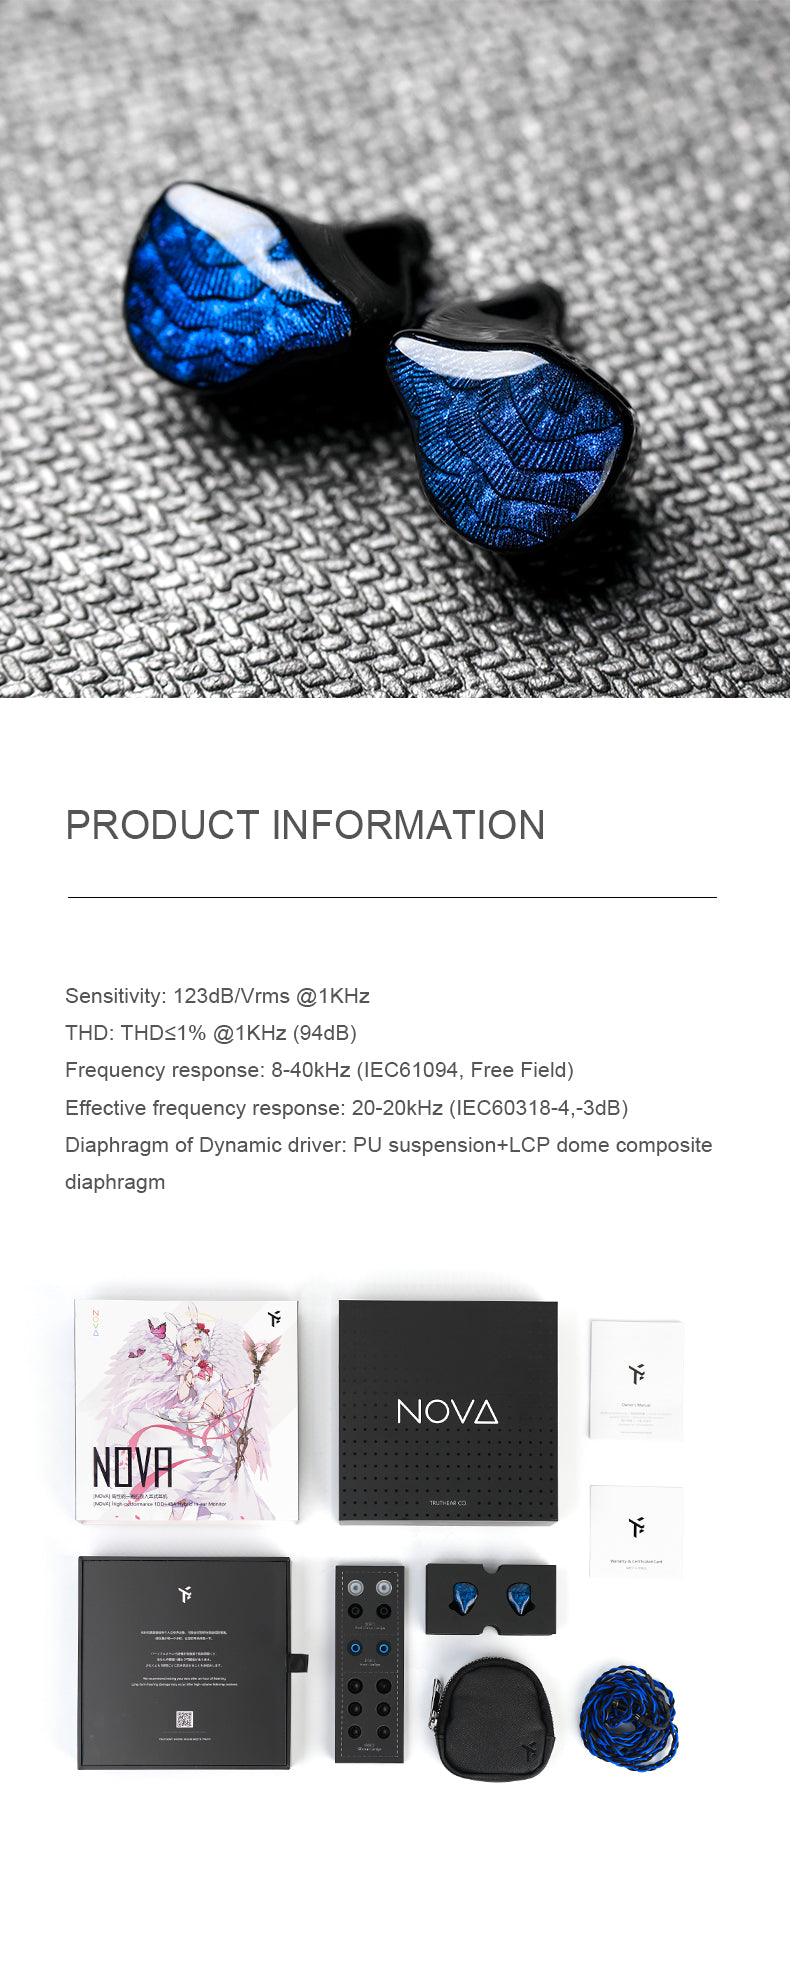 PRODUCT INFORMATION
Sensitivity: 123dB/Vrms @1KHz
THD: THD≤1% @1KHz (94dB)
Frequency response: 8-40kHz (IEC61094, Free Field)
Effective frequency response: 20-20kHz (IEC60318-4,-3dB)
Diaphragm of Dynamic driver: PU suspension+LCP dome composite
diaphragm
NOVA
NOVA
[NOVA] High-performance 1DD+4BA Hybrid In-ear Monitor
NOVΔ
TRUTHEAR CO.
Owner's Manual
Warranty & Certificated Card